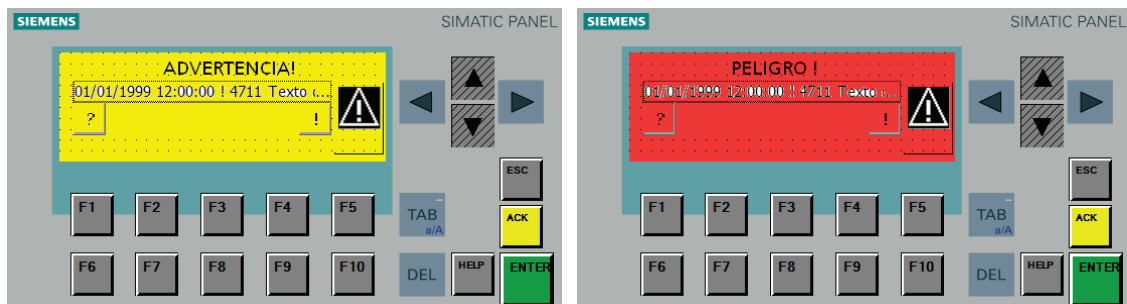 SIEMENS SIMATIC PANEL
ADVERTENCIA!
01/01/1999 12:00:00 ! 4711 Texto
? !
ESC
F1 F2 F3 F4 F5 TAB a/A ACK
F6 F7 F8 F9 F10 DEL HELP ENTER
SIEMENS SIMATIC PANEL
PELIGRO !
01/01/1999 12:00:00 ! 4711 Texto
? !
ESC
F1 F2 F3 F4 F5 TAB a/A ACK
F6 F7 F8 F9 F10 DEL HELP ENTER